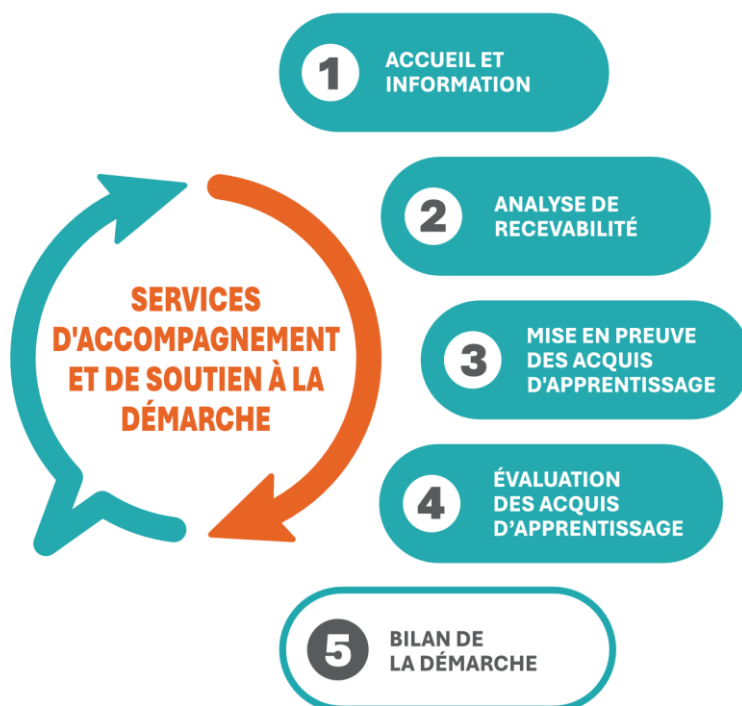 1
ACCUEIL ET
INFORMATION
2
ANALYSE DE
RECEVABILITÉ
SERVICES
D'ACCOMPAGNEMENT
ET DE SOUTIEN À LA
DÉMARCHE
3
MISE EN PREUVE
DES ACQUIS
D'APPRENTISSAGE
4
ÉVALUATION
DES ACQUIS
D’APPRENTISSAGE
5
BILAN DE
LA DÉMARCHE